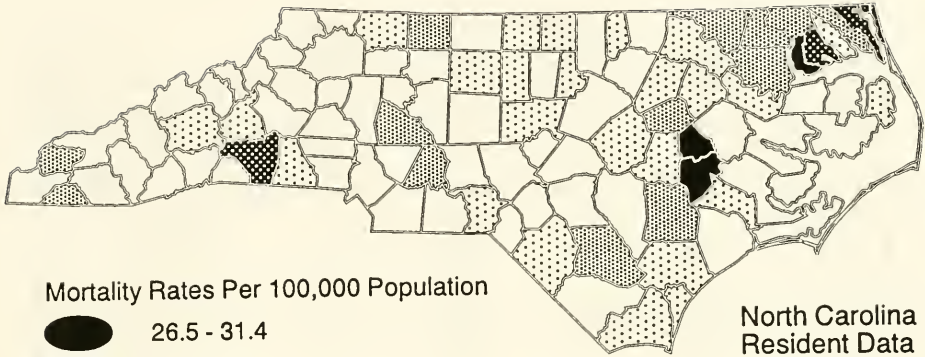 Mortality Rates Per 100,000 Population
26.5 - 31.4
North Carolina
Resident Data